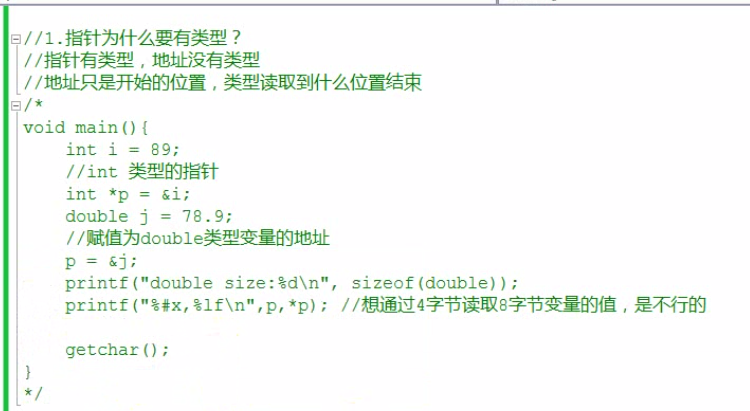 //1.指针为什么要有类型？
//指针有类型，地址没有类型
//地址只是开始的位置，类型读取到什么位置结束
/*
void main(){
    int i = 89;
    //int 类型的指针
    int *p = &i;
    double j = 78.9;
    //赋值为double类型变量的地址
    p = &j;
    printf("double size:%d\n", sizeof(double));
    printf("%#x,%lf\n",p,*p); //想通过4字节读取8字节变量的值，是不行的
    getchar();
}
*/